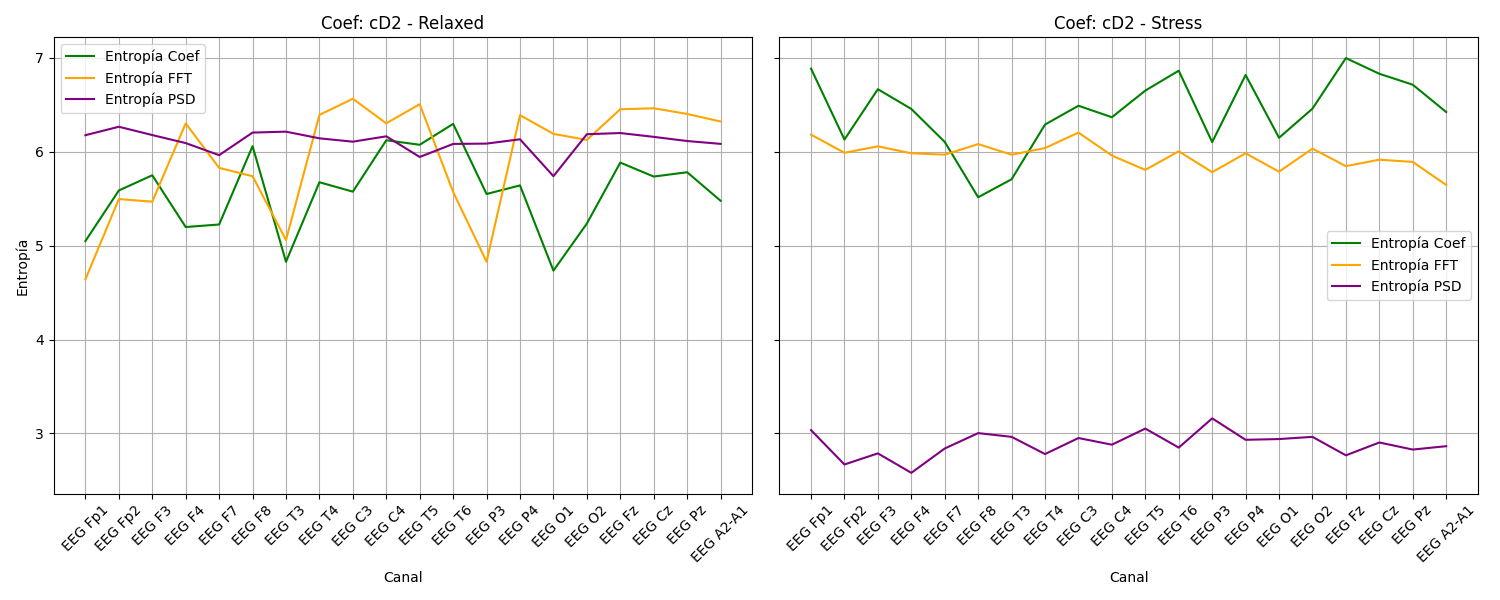 Coef: cD2 - Relaxed
Entropía Coef
Entropía FFT
Entropía PSD
Entropía
7
6
5
4
3
EEG Fp1
EEG Fp2
EEG F3
EEG F4
EEG F7
EEG F8
EEG T3
EEG T4
EEG C3
EEG C4
EEG T5
EEG T6
EEG P3
EEG P4
EEG O1
EEG O2
EEG Fz
EEG Cz
EEG Pz
EEG A2-A1
Canal
Coef: cD2 - Stress
Entropía Coef
Entropía FFT
Entropía PSD
EEG Fp1
EEG Fp2
EEG F3
EEG F4
EEG F7
EEG F8
EEG T3
EEG T4
EEG C3
EEG C4
EEG T5
EEG T6
EEG P3
EEG P4
EEG O1
EEG O2
EEG Fz
EEG Cz
EEG Pz
EEG A2-A1
Canal